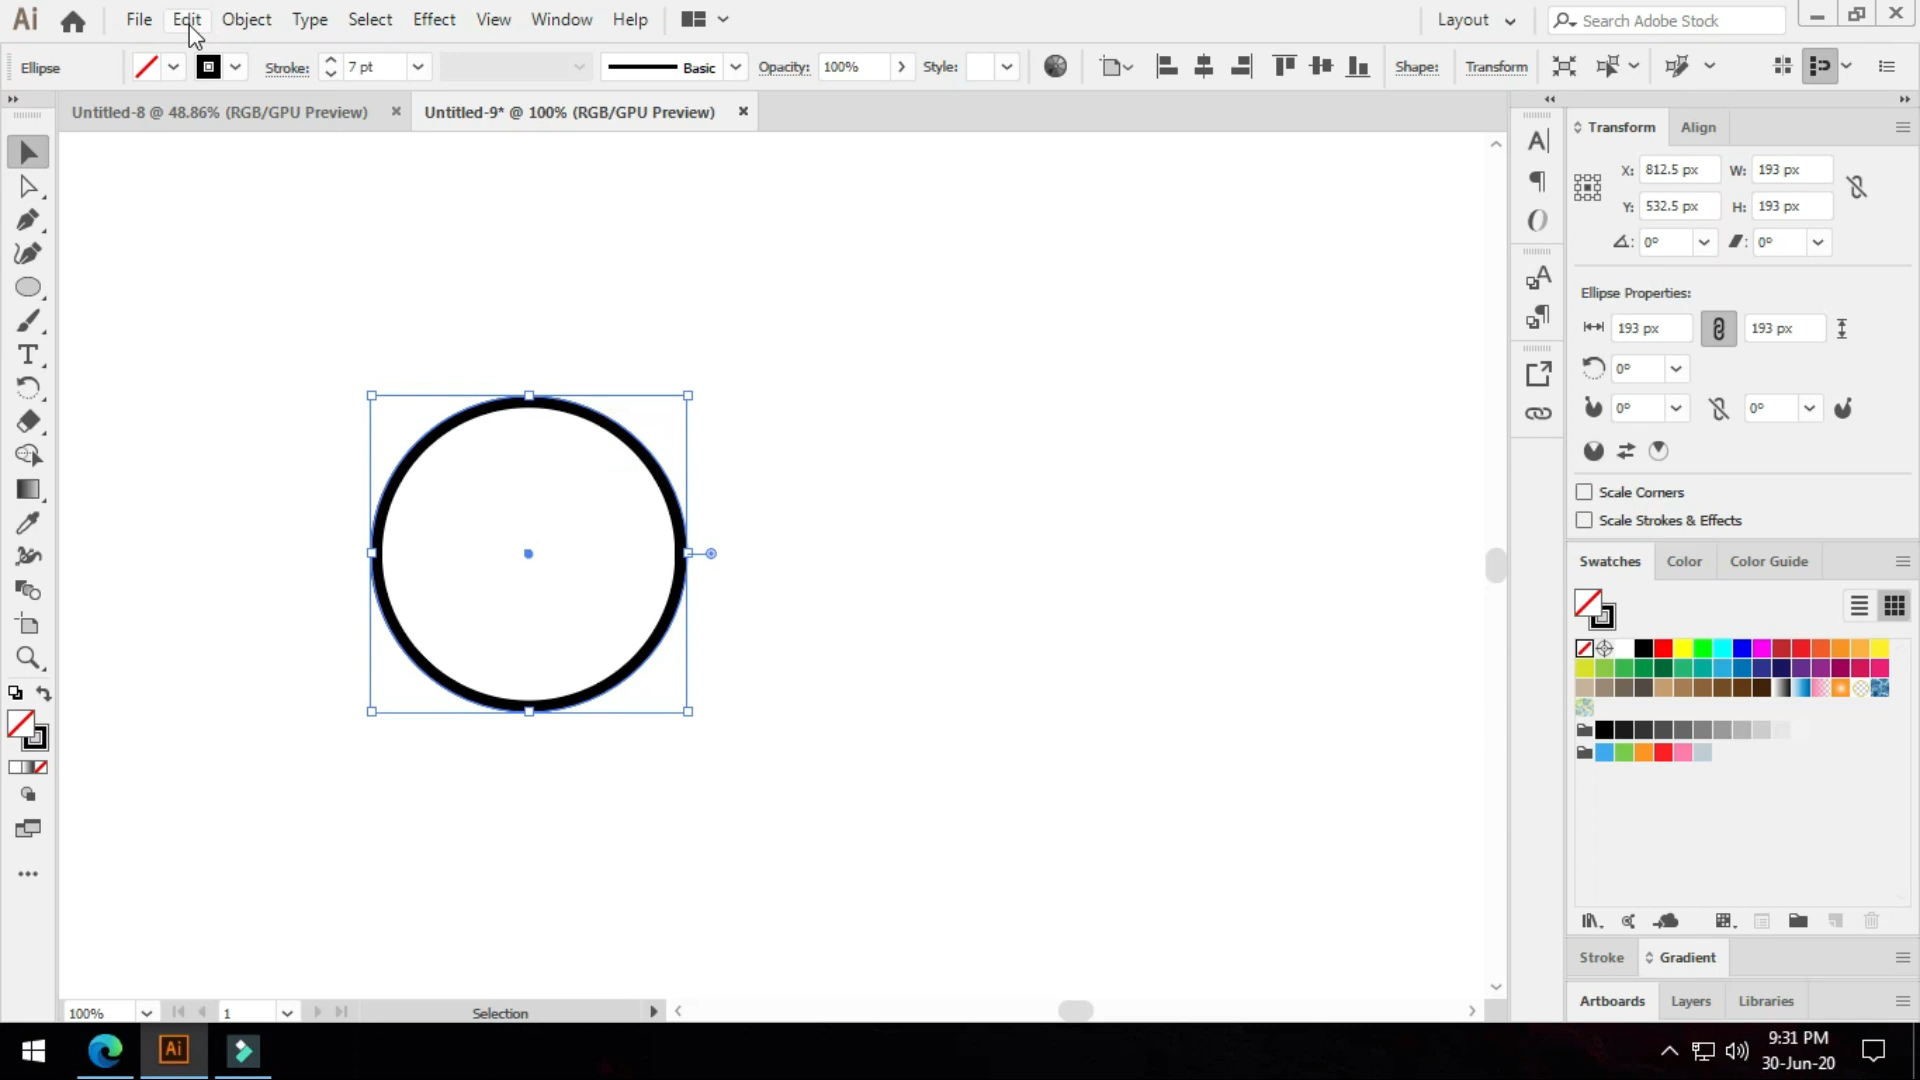 Ai File Edit Object Type Select Effect View Window Help Layout Search Adobe Stock
Ellipse Stroke: 7 pt Basic Opacity: 100% Style: Shape: Transform
Untitled-8 @ 48.86% (RGB/GPU Preview) Untitled-9* @ 100% (RGB/GPU Preview)
Transform Align
X: 812.5 px W: 193 px
Y: 532.5 px H: 193 px
0° 0°
Ellipse Properties:
193 px 193 px
0°
0° 0°
Scale Corners
Scale Strokes & Effects
Swatches Color Color Guide
Stroke Gradient
Artboards Layers Libraries
100% 1 Selection
Ai
9:31 PM
30-Jun-20